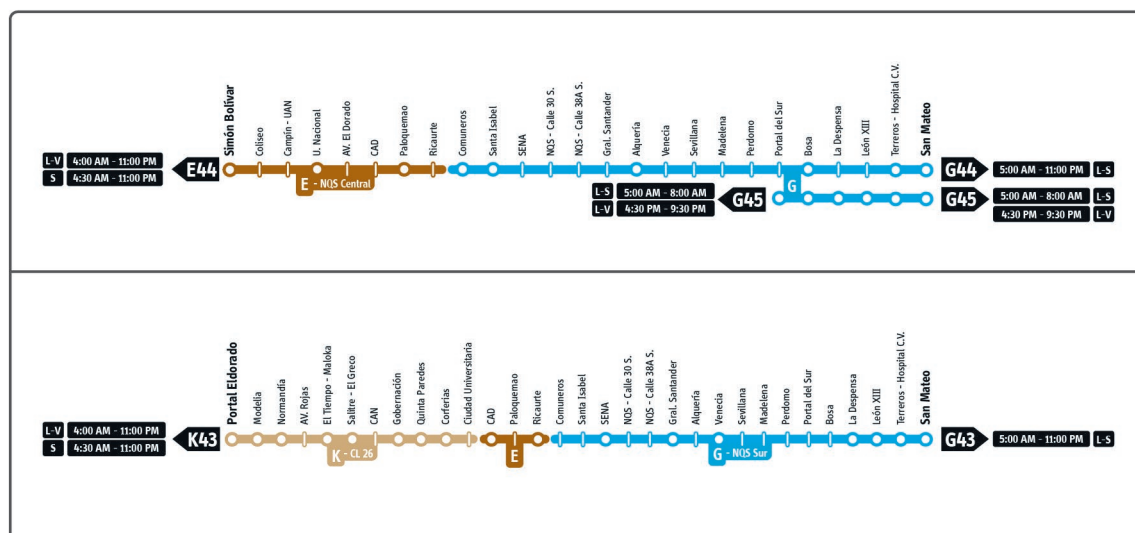 Simón Bolívar
Coliseo
Campín - UAN
U. Nacional
AV. El Dorado
CAD
Paloquemao
Ricaurte
Comuneros
Santa Isabel
SENA
NQS - Calle 30 S.
NQS - Calle 38A S.
Gral. Santander
Alquería
Venecia
Sevillana
Madelena
Perdomo
Portal del Sur
Bosa
La Despensa
León XIII
Terreros - Hospital C.V.
San Mateo
L-V 4:00 AM - 11:00 PM
S 4:30 AM - 11:00 PM
E44
E - NQS Central
G
G44
5:00 AM - 11:00 PM L-S
L-S 5:00 AM - 8:00 AM
L-V 4:30 PM - 9:30 PM
G45
G45
5:00 AM - 8:00 AM L-S
4:30 PM - 9:30 PM L-V
Portal Eldorado
Modelia
Normandía
AV. Rojas
El Tiempo - Maloka
Salitre - El Greco
CAN
Gobernación
Quinta Paredes
Corferias
Ciudad Universitaria
CAD
Paloquemao
Ricaurte
Comuneros
Santa Isabel
SENA
NQS - Calle 30 S.
NQS - Calle 38A S.
Gral. Santander
Alquería
Venecia
Sevillana
Madelena
Perdomo
Portal del Sur
Bosa
La Despensa
León XIII
Terreros - Hospital C.V.
San Mateo
L-V 4:00 AM - 11:00 PM
S 4:30 AM - 11:00 PM
K43
K - CL 26
E
G - NQS Sur
G43
5:00 AM - 11:00 PM L-S